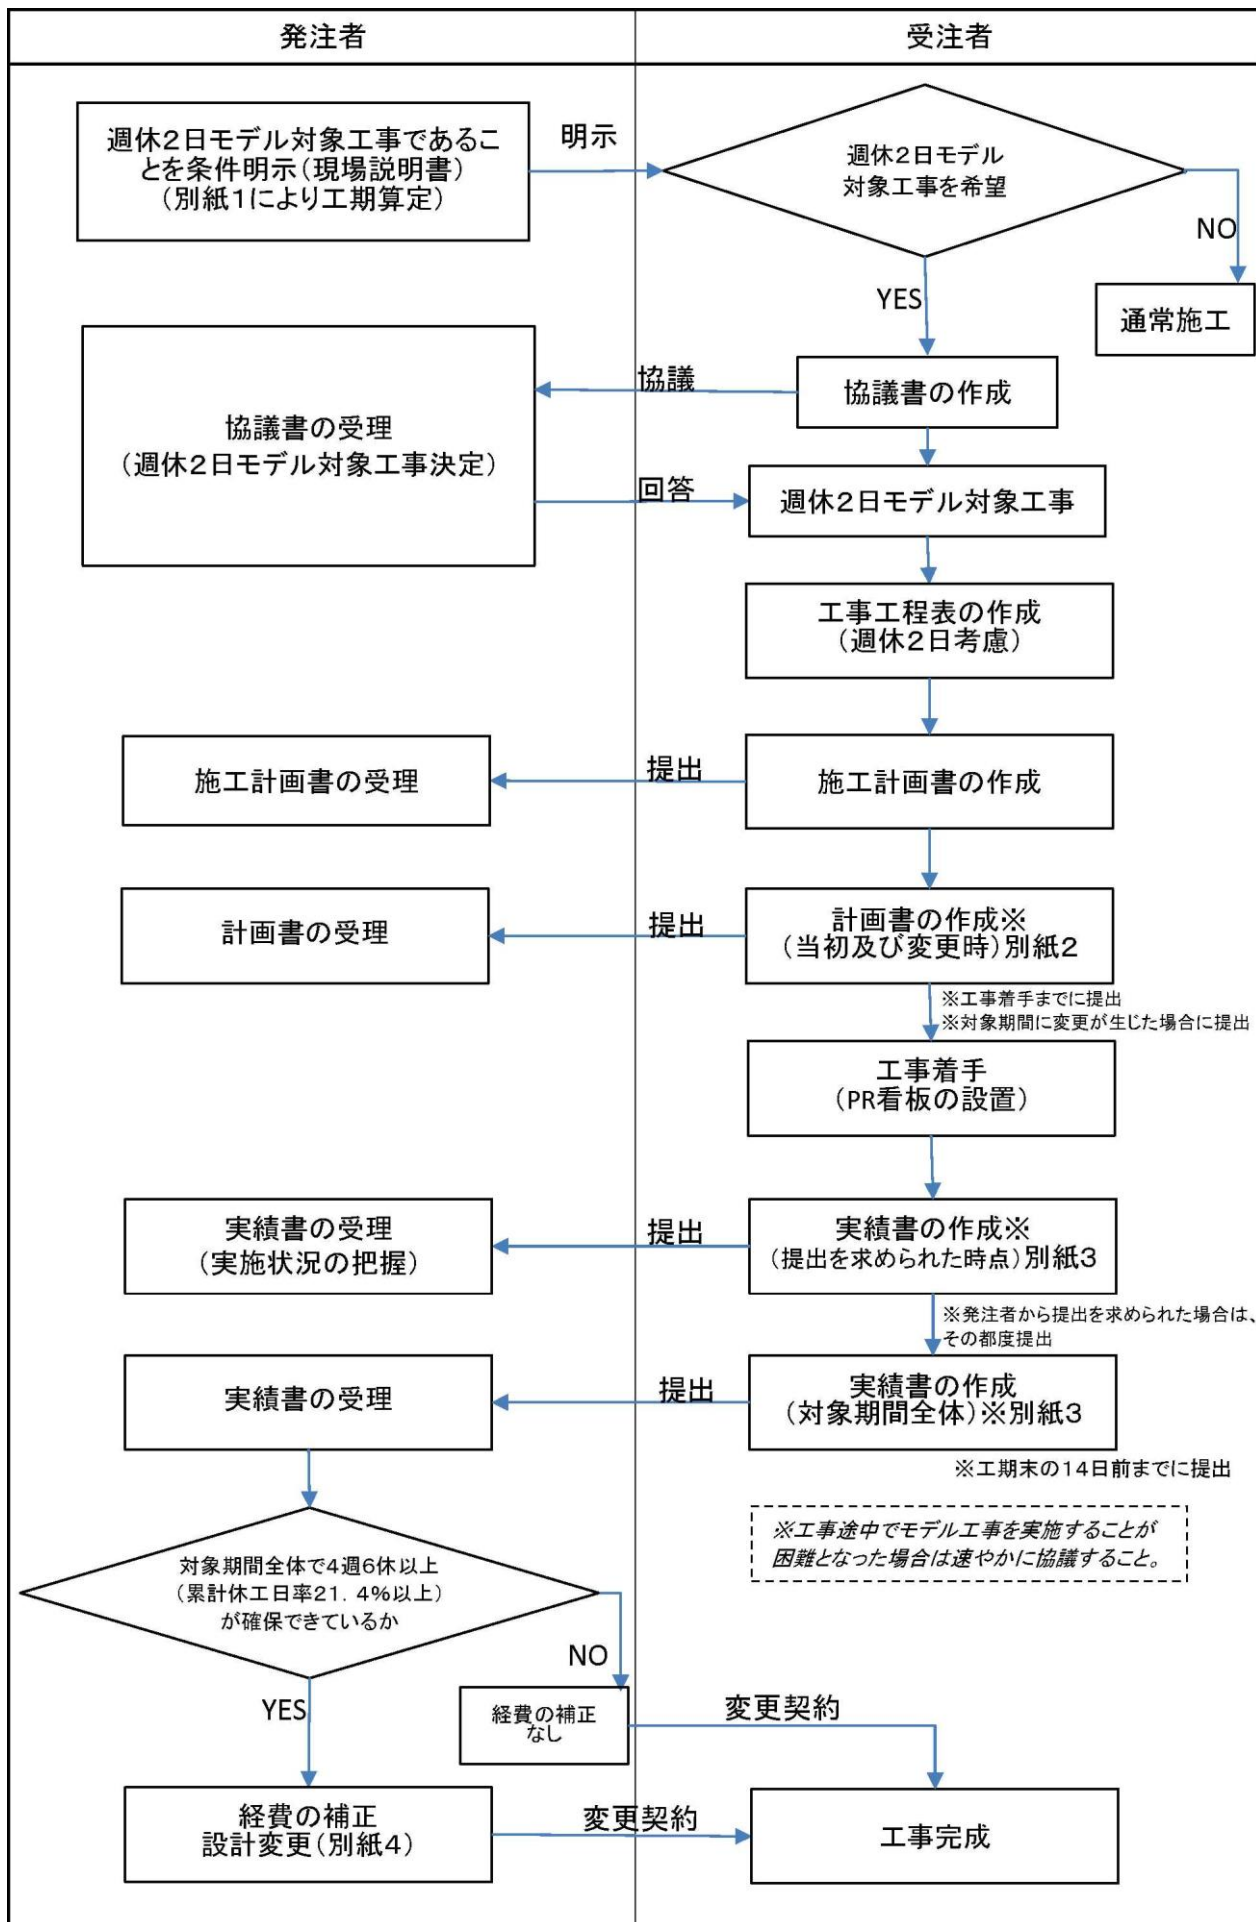 発注者
受注者
週休２日モデル対象工事であるこ
とを条件明示（現場説明書）
（別紙１により工期算定）
明示
週休２日モデル
対象工事を希望
NO
通常施工
YES
協議書の作成
協議
協議書の受理
（週休２日モデル対象工事決定）
回答
週休２日モデル対象工事
工事工程表の作成
（週休２日考慮）
施工計画書の作成
提出
施工計画書の受理
計画書の作成※
（当初及び変更時）別紙２
提出
計画書の受理
※工事着手までに提出
※対象期間に変更が生じた場合に提出
工事着手
（PR看板の設置）
実績書の作成※
（提出を求められた時点）別紙３
提出
実績書の受理
（実施状況の把握）
※発注者から提出を求められた場合は、
その都度提出
実績書の作成
（対象期間全体）※別紙３
提出
実績書の受理
※工期末の１４日前までに提出
※工事途中でモデル工事を実施することが
困難となった場合は速やかに協議すること。
対象期間全体で４週６休以上
（累計休工日率２１．４％以上）
が確保できているか
NO
経費の補正
なし
変更契約
YES
経費の補正
設計変更（別紙４）
変更契約
工事完成